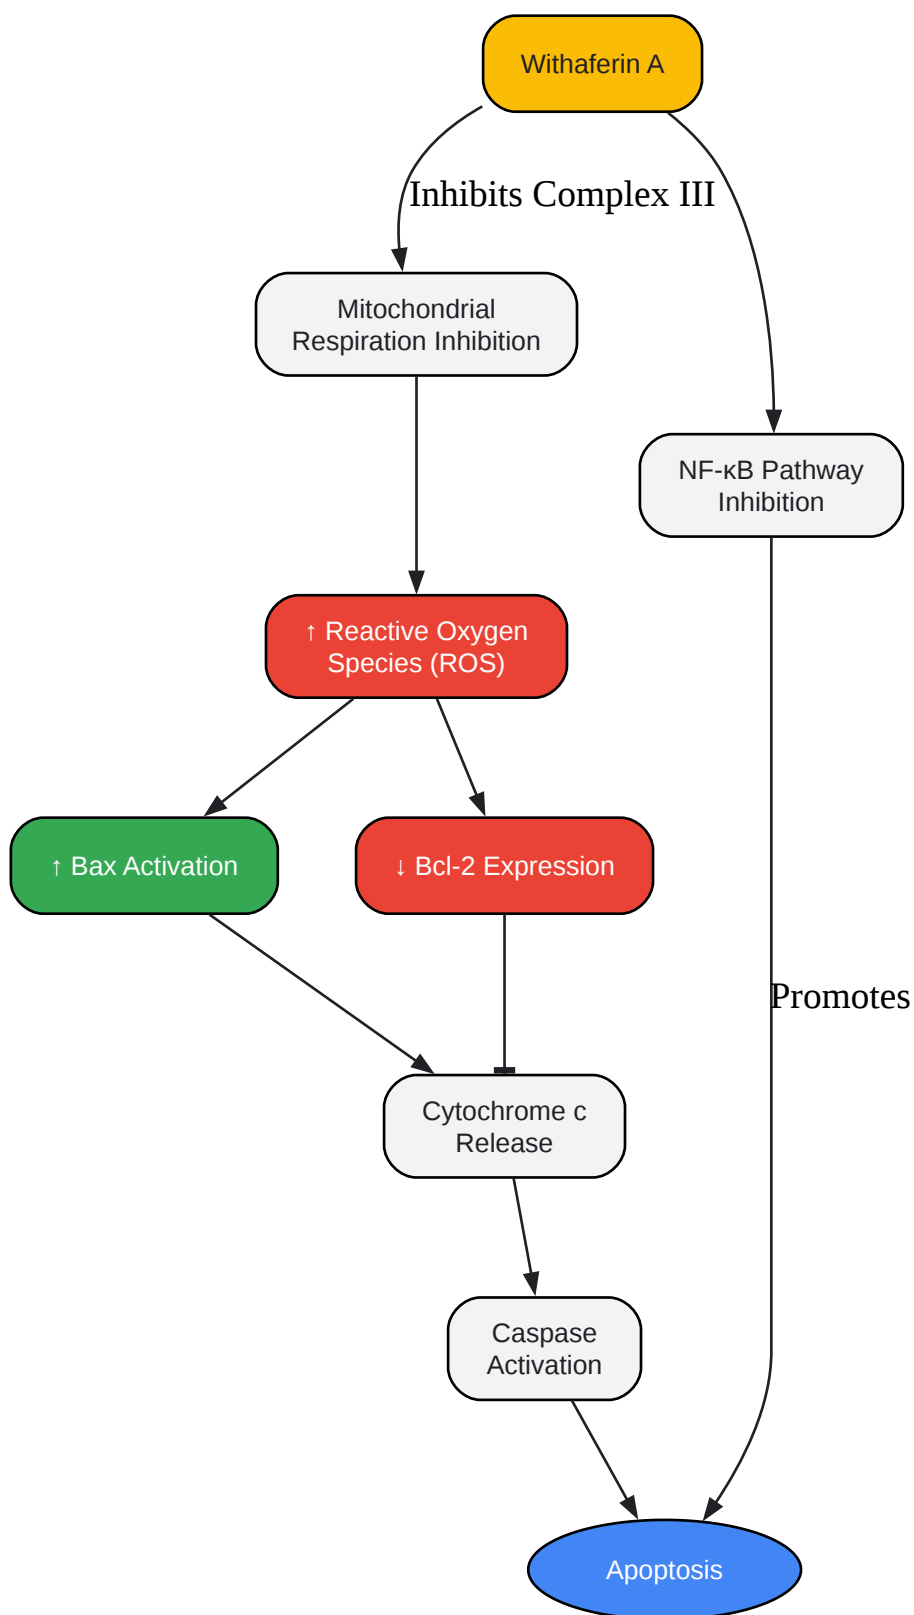 Withaferin A
Inhibits Complex III
Mitochondrial
Respiration Inhibition
NF-κB Pathway
Inhibition
↑ Reactive Oxygen
Species (ROS)
↑ Bax Activation
↓ Bcl-2 Expression
Promotes
Cytochrome c
Release
Caspase
Activation
Apoptosis